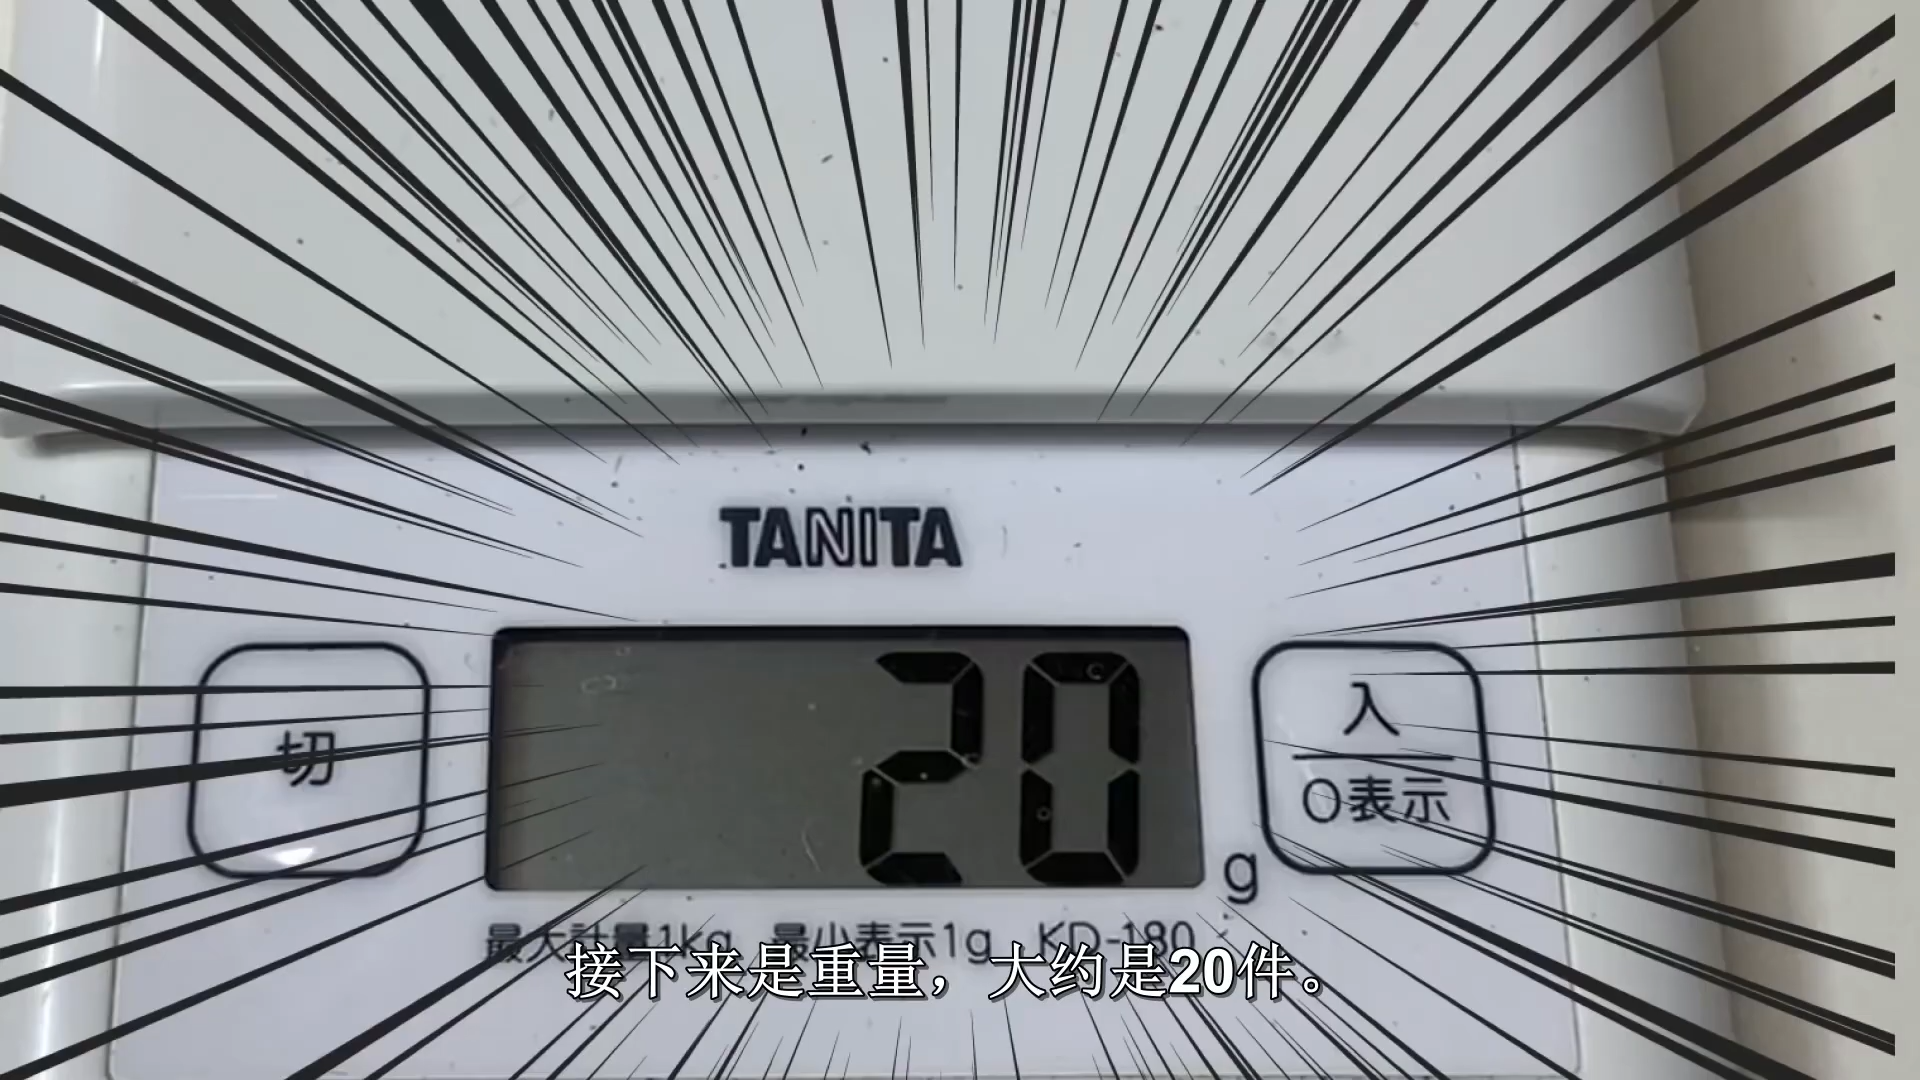 TANITA
切
20
g
入
0表示
最大計量1kg 最小表示1g KD-180
接下来是重量，大约是20件。